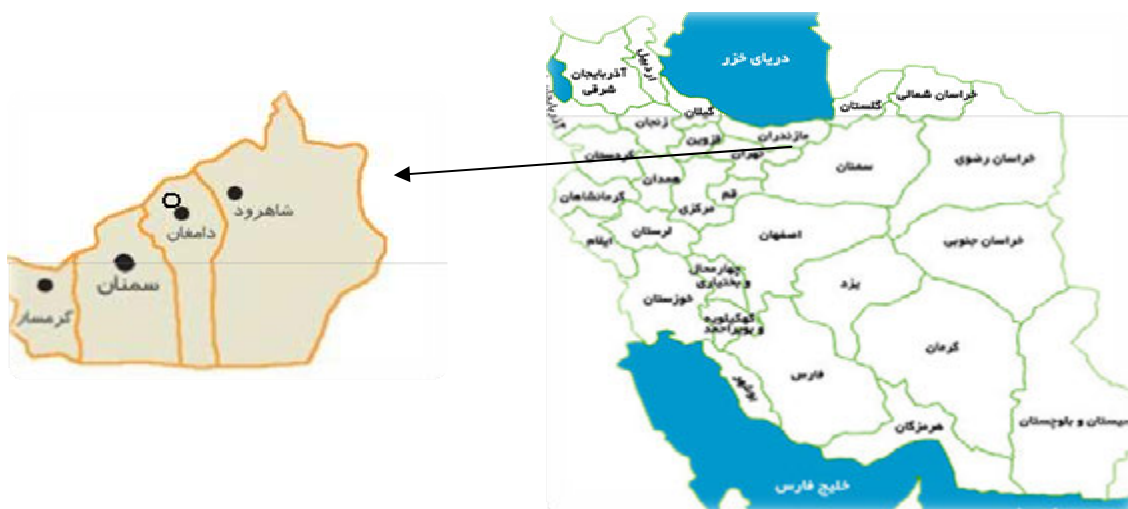 دریای خزر
اردبیل
آذربایجان
شرقی
خراسان شمالی
گلستان
گیلان
زنجان
مازندران
قزوین
تهران
سمنان
خراسان رضوی
کردستان
همدان
قم
کرمانشاهان
مرکزی
لرستان
ایلام
اصفهان
خراسان جنوبی
چهارمحال
و بختیاری
یزد
خوزستان
کهگیلویه
و بویراحمد
کرمان
فارس
بوشهر
هرمزگان
سیستان و بلوچستان
خلیج فارس
شاهرود
دامغان
سمنان
گرمسار